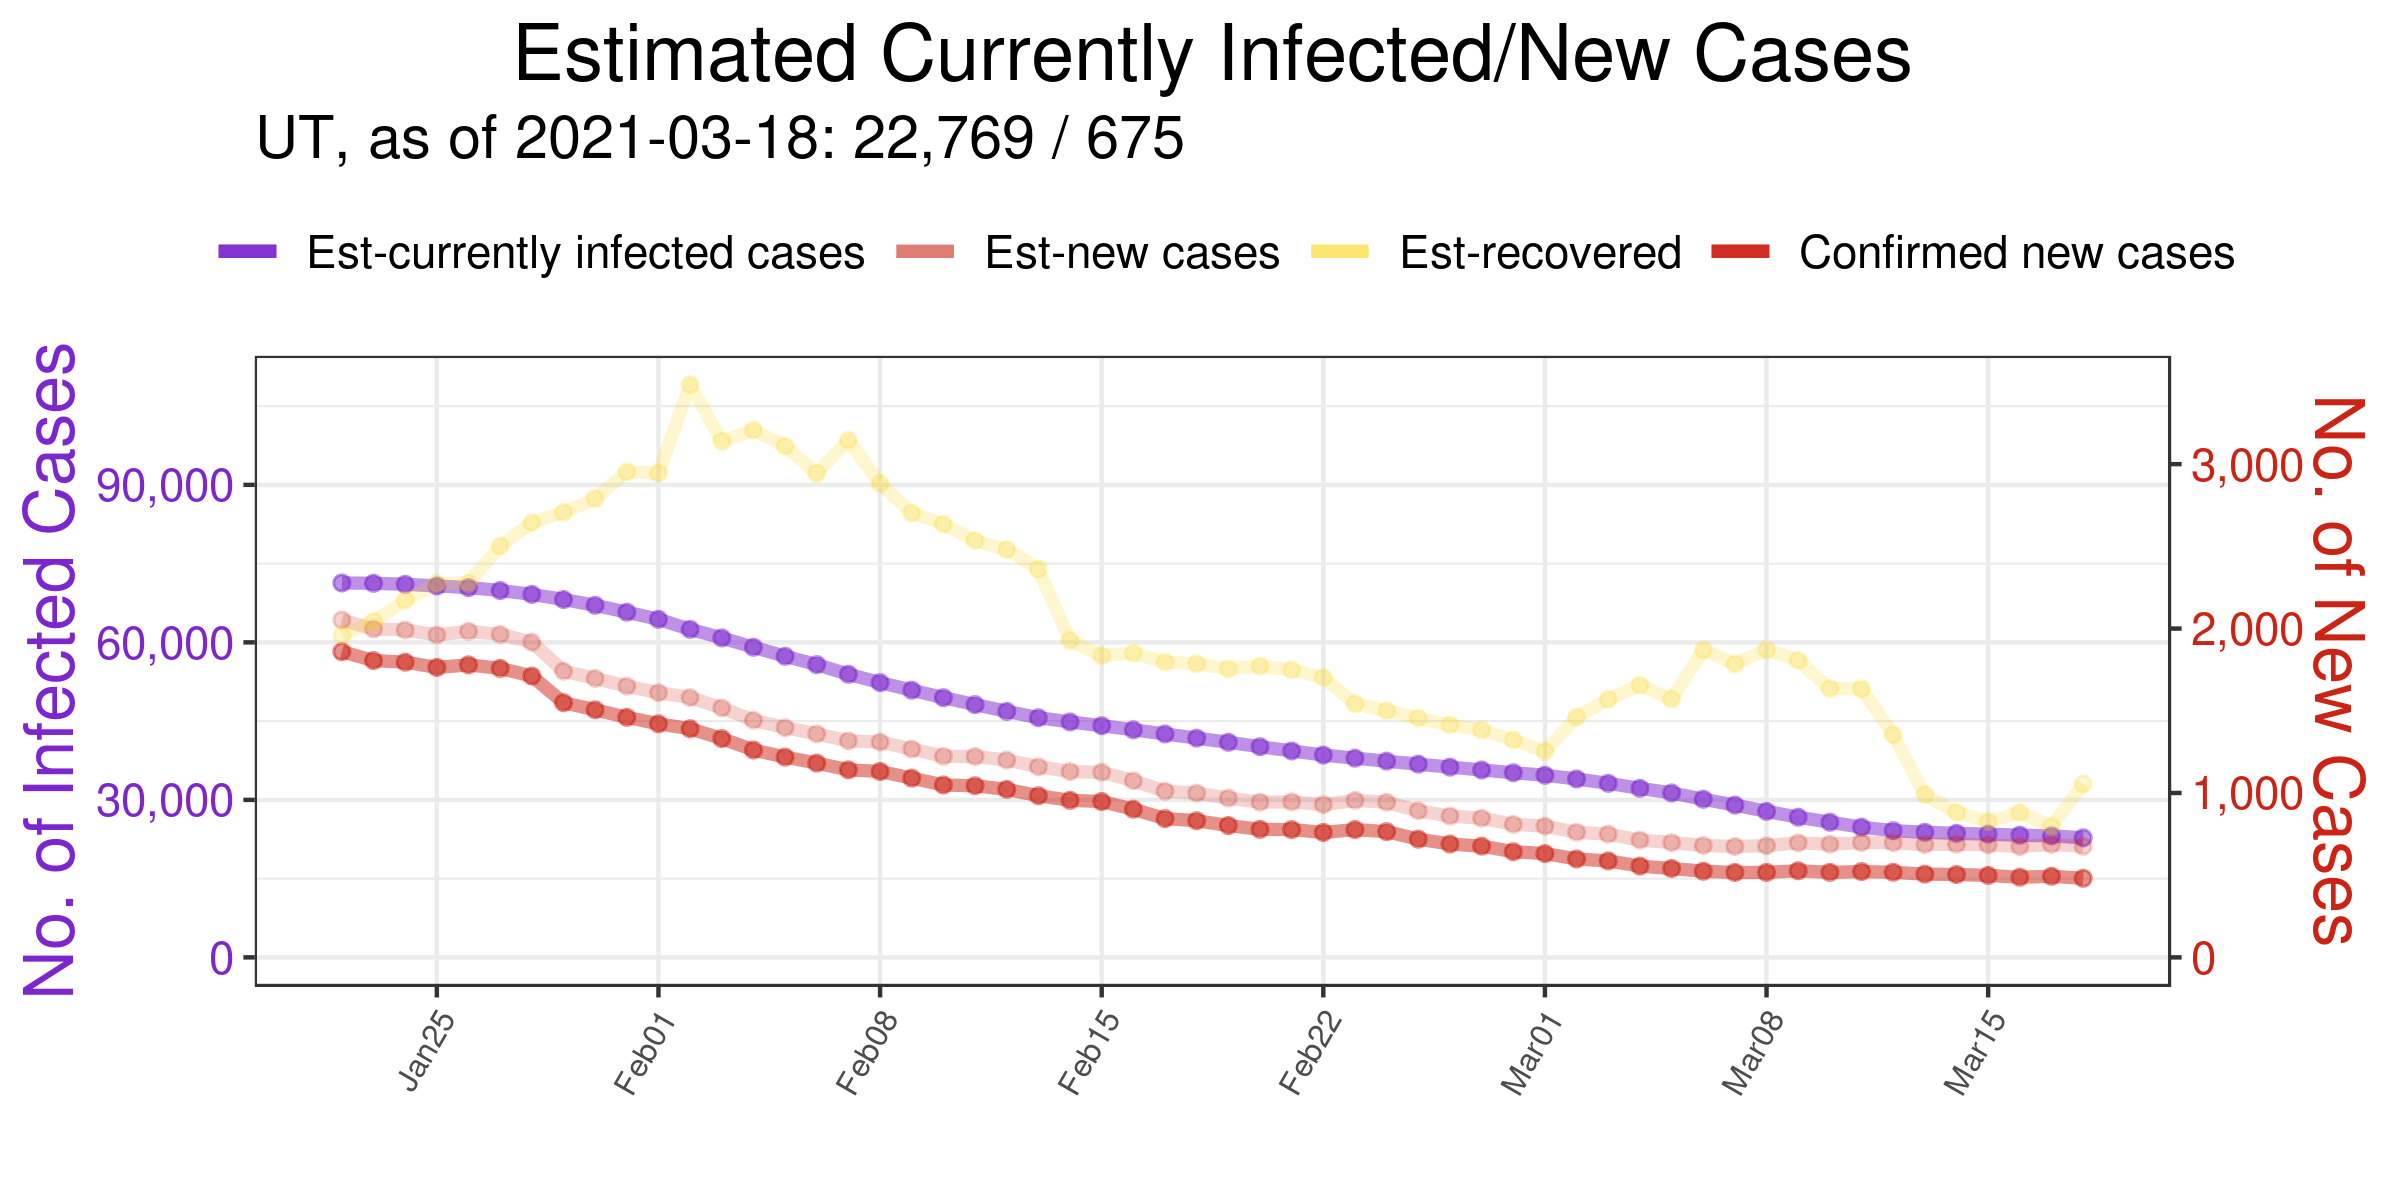 Estimated Currently Infected/New Cases
UT, as of 2021-03-18: 22,769 / 675
Est-currently infected cases Est-new cases Est-recovered Confirmed new cases
No. of Infected Cases
90,000
60,000
30,000
0
3,000
2,000
1,000
0
No. of New Cases
Jan25 Feb01 Feb08 Feb15 Feb22 Mar01 Mar08 Mar15